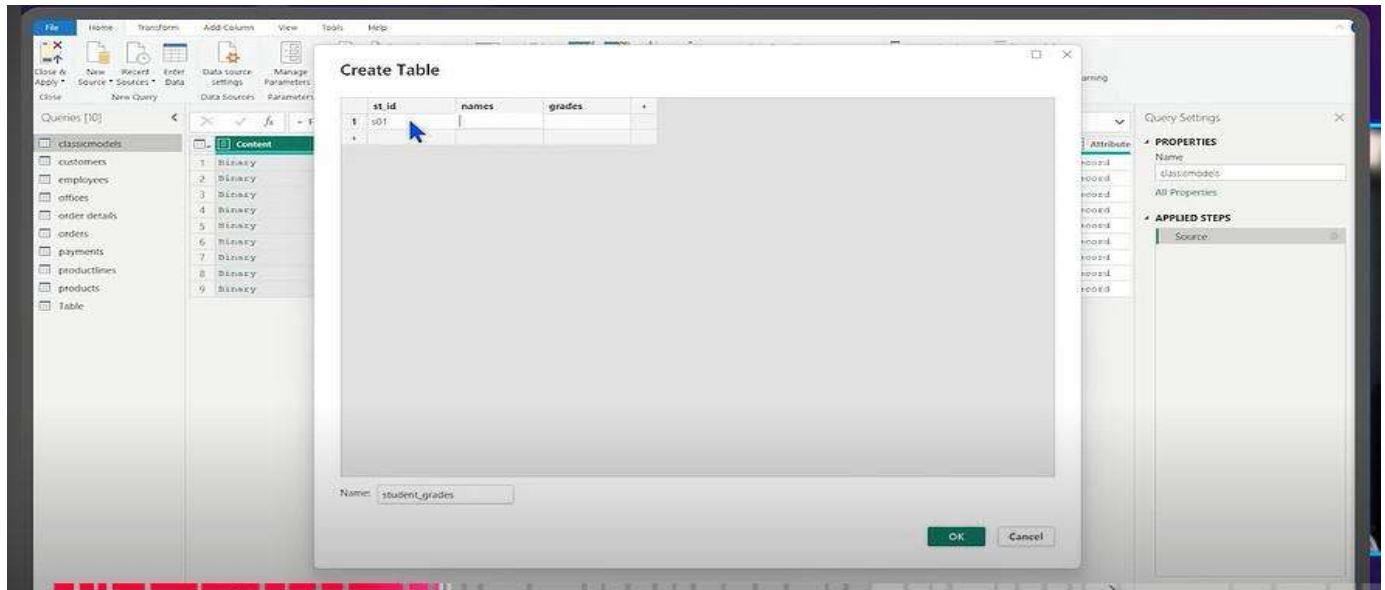 File Home Transform Add Column View Tools Help
Close & Apply New Source Recent Sources Enter Data Data source settings Manage Parameters
Close New Query Data Sources Parameters
Create Table
Queries [10]
classicmodels
customers
employees
offices
order details
orders
payments
productlines
products
Table
fx
Content
1 Binary
2 Binary
3 Binary
4 Binary
5 Binary
6 Binary
7 Binary
8 Binary
9 Binary
st_id names grades +
1 s01
+
Name: student_grades
OK Cancel
Attribute
Query Settings
PROPERTIES
Name
classicmodels
All Properties
APPLIED STEPS
Source